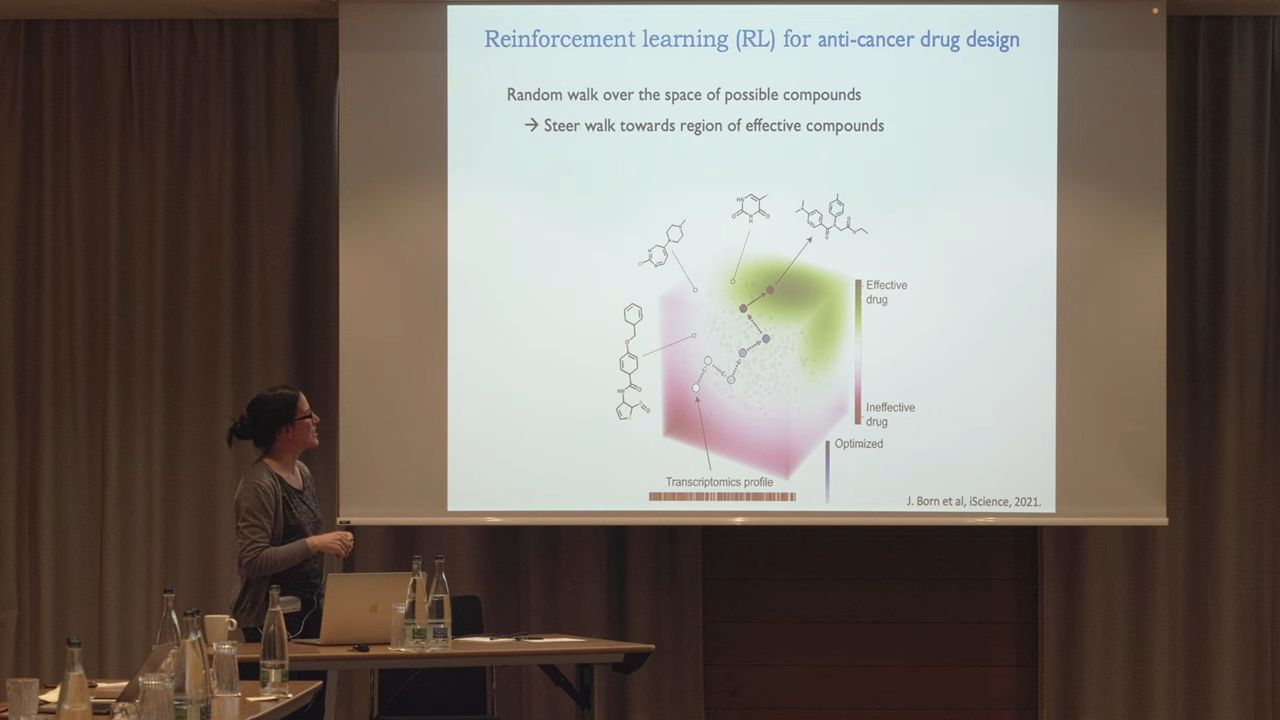 Reinforcement learning (RL) for anti-cancer drug design
Random walk over the space of possible compounds
→ Steer walk towards region of effective compounds
Effective
drug
Ineffective
drug
Optimized
Transcriptomics profile
J. Born et al, iScience, 2021.